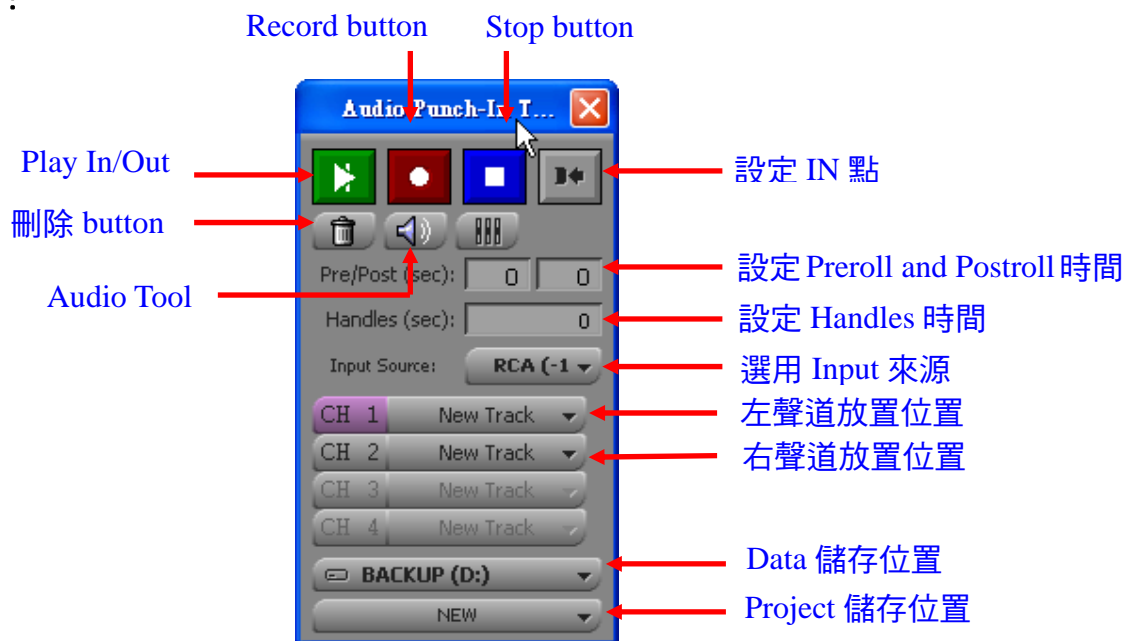 :
Record button
Stop button
Audio Punch-In T...
Play In/Out
設定 IN 點
刪除 button
Pre/Post (sec): 0 0
設定 Preroll and Postroll 時間
Audio Tool
Handles (sec): 0
設定 Handles 時間
Input Source: RCA (-1
選用 Input 來源
CH 1 New Track
左聲道放置位置
CH 2 New Track
右聲道放置位置
CH 3 New Track
CH 4 New Track
BACKUP (D:)
Data 儲存位置
NEW
Project 儲存位置